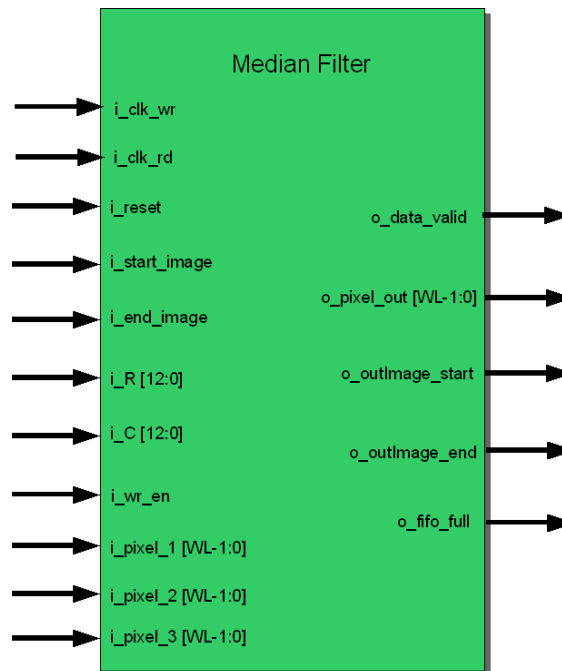 Median Filter
i_clk_wr
i_clk_rd
i_reset
i_start_image
i_end_image
i_R [12:0]
i_C [12:0]
i_wr_en
i_pixel_1 [WL-1:0]
i_pixel_2 [WL-1:0]
i_pixel_3 [WL-1:0]
o_data_valid
o_pixel_out [WL-1:0]
o_outImage_start
o_outImage_end
o_fifo_full